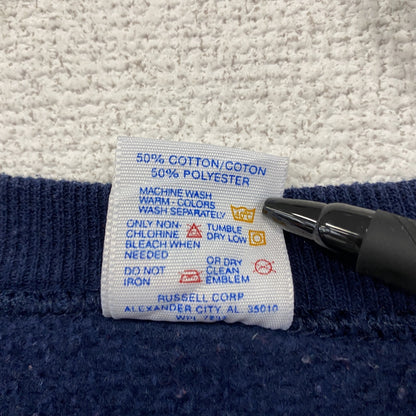 50% COTTON/COTON
50% POLYESTER
MACHINE WASH
WARM - COLORS
WASH SEPARATELY
ONLY NON- TUMBLE
CHLORINE DRY LOW
BLEACH WHEN
NEEDED
OR DRY
DO NOT CLEAN
IRON EMBLEM
RUSSELL CORP
ALEXANDER CITY, AL. 35010
WPL